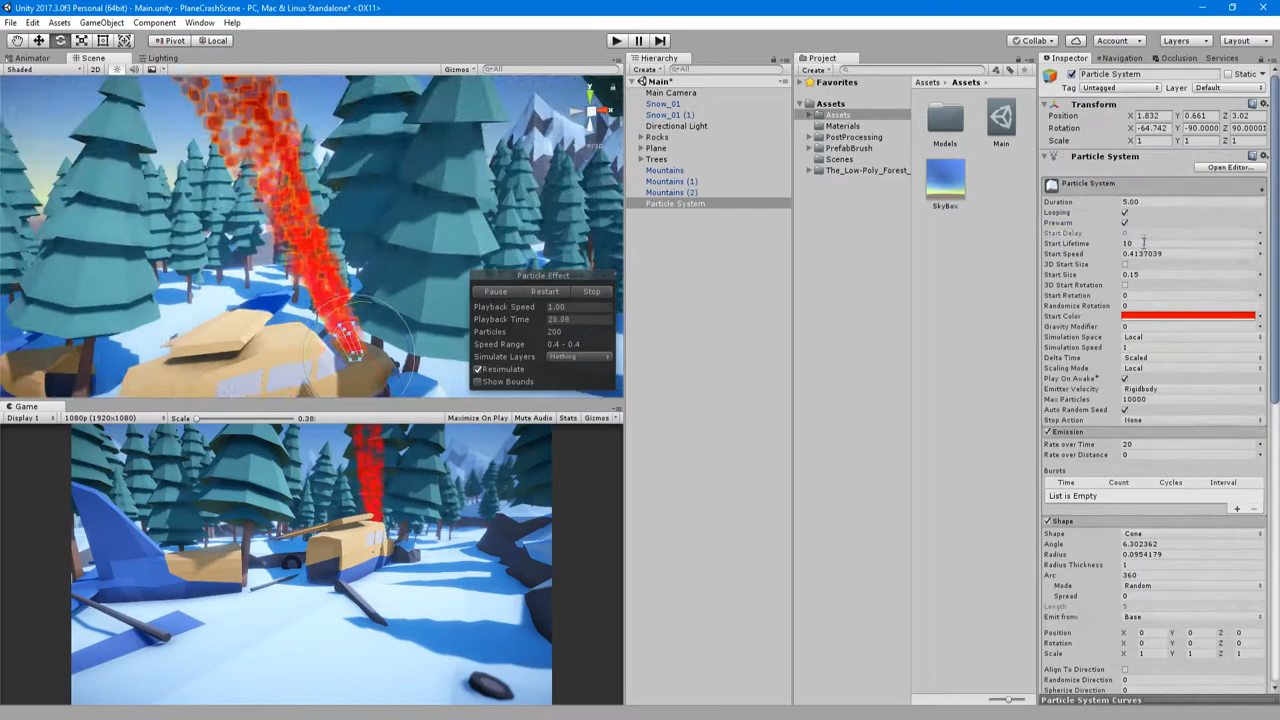 Unity 2017.3.0f3 Personal (64bit) - Main.unity - PlaneCrashScene - PC, Mac & Linux Standalone* <DX11>
File Edit Assets GameObject Component Window Help
Pivot Local Collab Account Layers Layout
Animator Scene Lighting
Shaded 2D Gizmos All
y
x
Persp
Particle Effect
Pause Restart Stop
Playback Speed 1.00
Playback Time 28.09
Particles 200
Speed Range 0.4 - 0.4
Simulate Layers Nothing
Resimulate
Show Bounds
Game
Display 1 1080p (1920x1080) Scale 0.38: Maximize On Play Mute Audio Stats Gizmos
Hierarchy
Create All
Main*
Main Camera
Snow_01
Snow_01 (1)
Directional Light
Rocks
Plane
Trees
Mountains
Mountains (1)
Mountains (2)
Particle System
Project
Create
Favorites
Assets
Assets
Materials
PostProcessing
PrefabBrush
Scenes
The_Low-Poly_Forest_
Assets Assets
Models
Main
SkyBox
Inspector Navigation Occlusion Services
Particle System Static
Tag Untagged Layer Default
Transform
Position X 1.832 Y 0.661 Z 3.02
Rotation X -64.742 Y -90.0000 Z 90.00001
Scale X 1 Y 1 Z 1
Particle System
Open Editor...
Particle System
Duration 5.00
Looping
Prewarm
Start Delay 0
Start Lifetime 10
Start Speed 0.4137039
3D Start Size
Start Size 0.15
3D Start Rotation
Start Rotation 0
Randomize Rotation 0
Start Color
Gravity Modifier 0
Simulation Space Local
Simulation Speed 1
Delta Time Scaled
Scaling Mode Local
Play On Awake*
Emitter Velocity Rigidbody
Max Particles 10000
Auto Random Seed
Stop Action None
Emission
Rate over Time 20
Rate over Distance 0
Bursts
Time Count Cycles Interval
List is Empty
Shape
Shape Cone
Angle 6.302362
Radius 0.0954179
Radius Thickness 1
Arc 360
Mode Random
Spread 0
Length 5
Emit from: Base
Position X 0 Y 0 Z 0
Rotation X 0 Y 0 Z 0
Scale X 1 Y 1 Z 1
Align To Direction
Randomize Direction 0
Spherize Direction 0
Particle System Curves